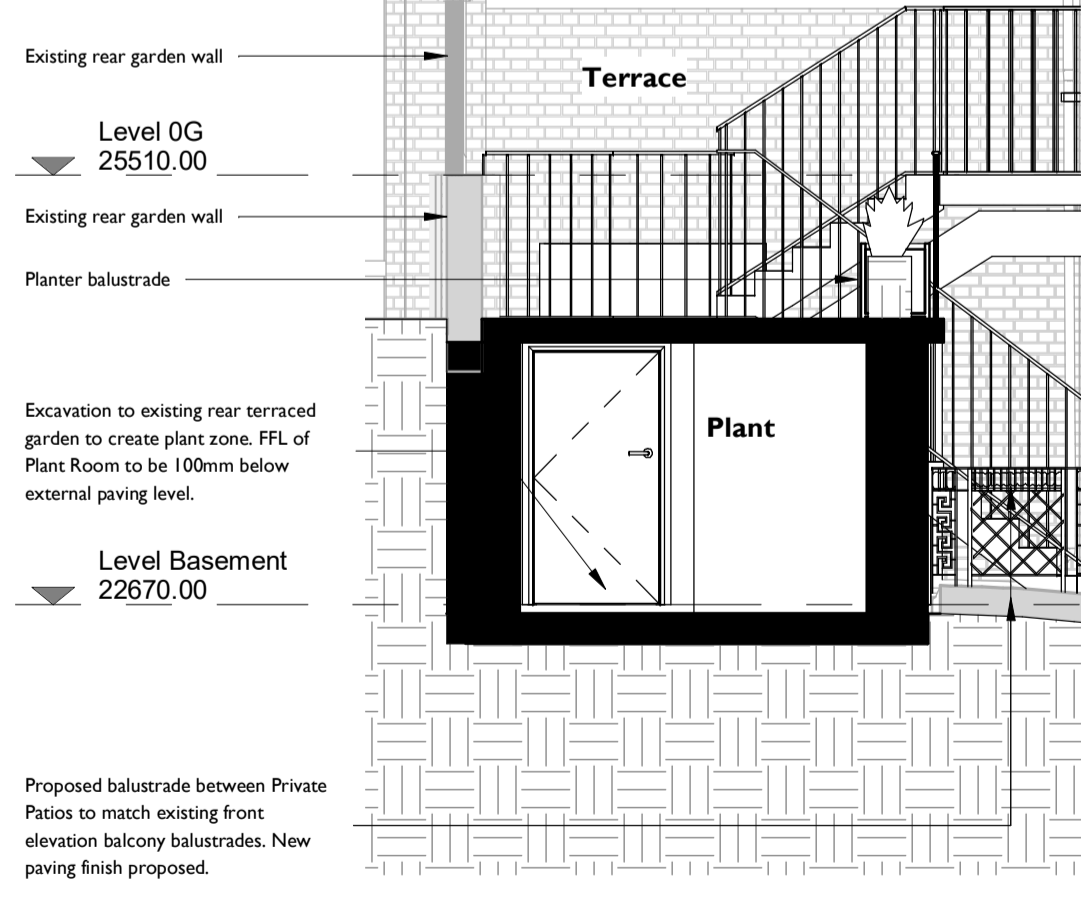 Existing rear garden wall
Terrace
Level 0G
25510.00
Existing rear garden wall
Planter balustrade
Excavation to existing rear terraced
garden to create plant zone. FFL of
Plant Room to be 100mm below
external paving level.
Plant
Level Basement
22670.00
Proposed balustrade between Private
Patios to match existing front
elevation balcony balustrades. New
paving finish proposed.